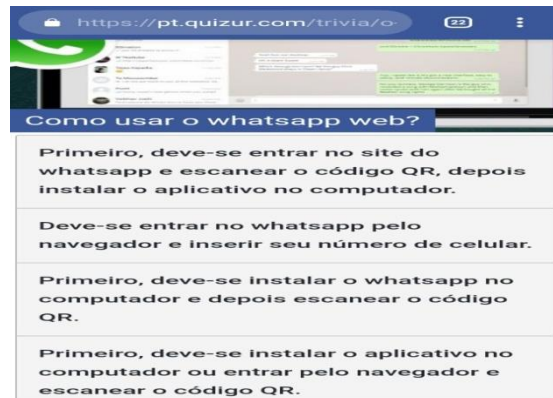 https://pt.quizur.com/trivia/o-
22
Como usar o whatsapp web?
Primeiro, deve-se entrar no site do
whatsapp e escanear o código QR, depois
instalar o aplicativo no computador.
Deve-se entrar no whatsapp pelo
navegador e inserir seu número de celular.
Primeiro, deve-se instalar o whatsapp no
computador e depois escanear o código
QR.
Primeiro, deve-se instalar o aplicativo no
computador ou entrar pelo navegador e
escanear o código QR.